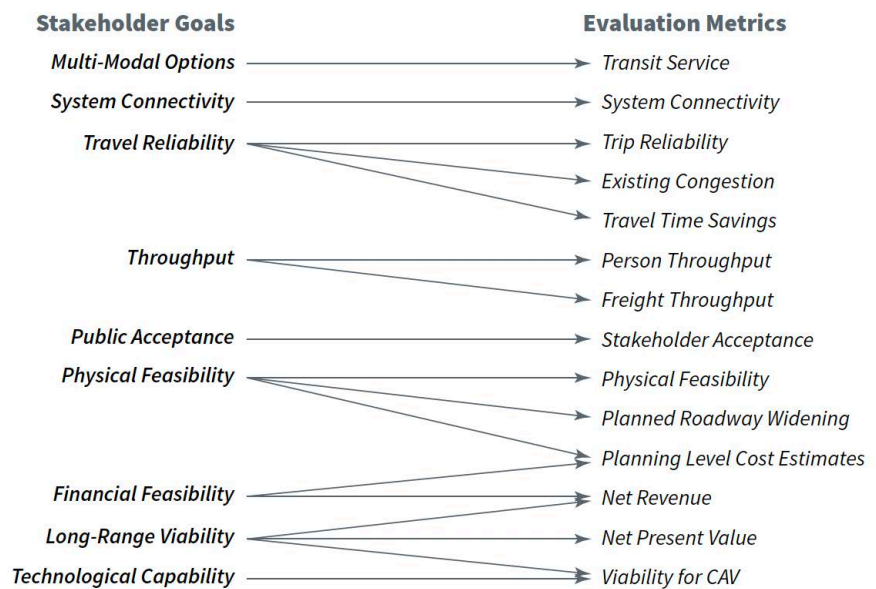 Stakeholder Goals
Evaluation Metrics
Multi-Modal Options
Transit Service
System Connectivity
System Connectivity
Travel Reliability
Trip Reliability
Existing Congestion
Travel Time Savings
Throughput
Person Throughput
Freight Throughput
Public Acceptance
Stakeholder Acceptance
Physical Feasibility
Physical Feasibility
Planned Roadway Widening
Planning Level Cost Estimates
Financial Feasibility
Net Revenue
Long-Range Viability
Net Present Value
Technological Capability
Viability for CAV